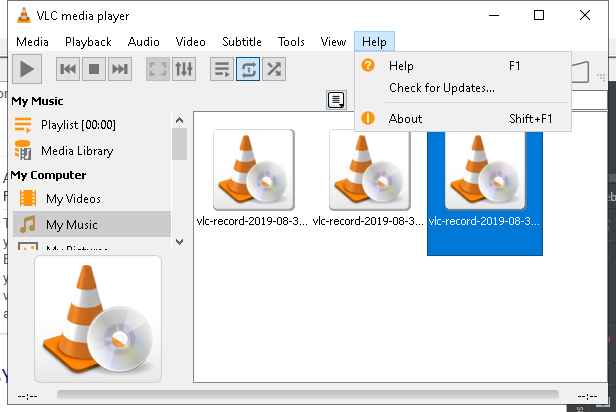 VLC media player
Media Playback Audio Video Subtitle Tools View Help
Help F1
Check for Updates...
About Shift+F1
My Music
Playlist [00:00]
Media Library
My Computer
My Videos
My Music
vlc-record-2019-08-3... vlc-record-2019-08-3... vlc-record-2019-08-3...
--:-- --:--